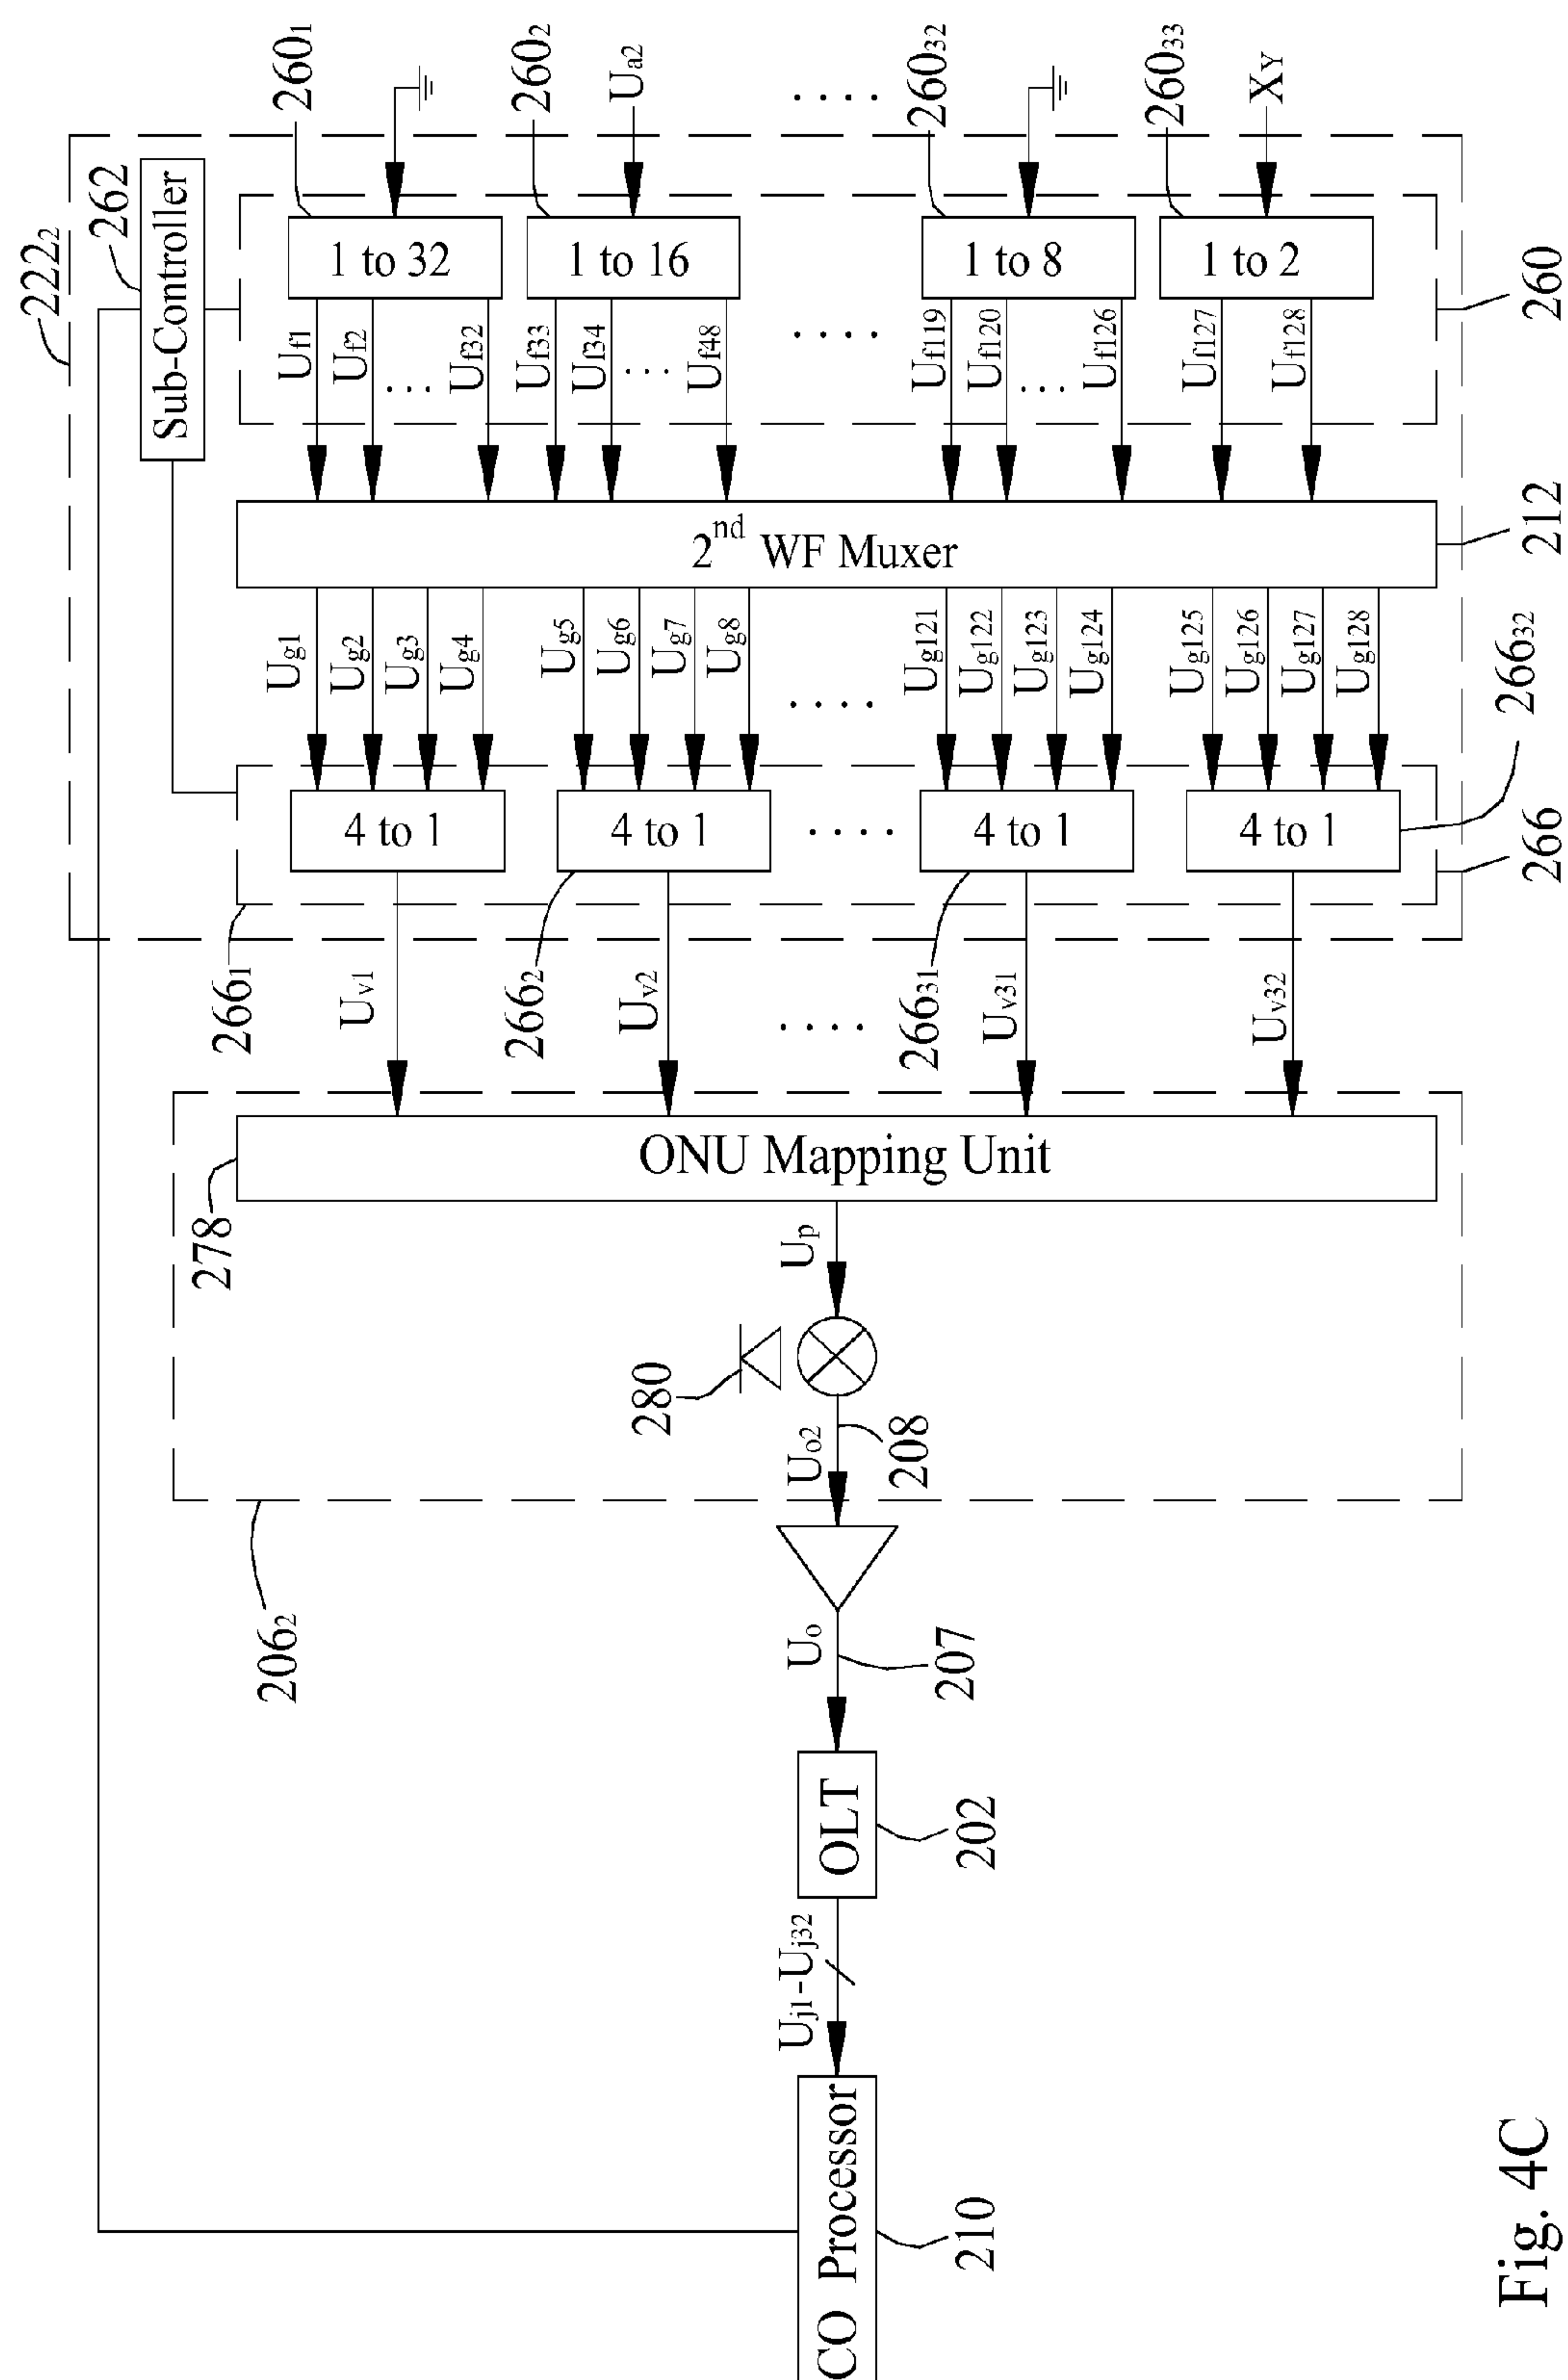 222₂
262
Sub-Controller
260₁
260₂
Uₐ₂
. . . .
260₃₂
260₃₃
X_Y
1 to 32
1 to 16
1 to 8
1 to 2
. . . .
260
U_f1
U_f2
. . .
U_f32
U_f33
U_f34
. . .
U_f48
U_f119
U_f120
. . .
U_f126
U_f127
U_f128
2nd WF Muxer
212
U_g1
U_g2
U_g3
U_g4
U_g5
U_g6
U_g7
U_g8
. . . .
U_g121
U_g122
U_g123
U_g124
U_g125
U_g126
U_g127
U_g128
266₃₂
4 to 1
4 to 1
. . . .
4 to 1
4 to 1
266
266₁
U_v1
266₂
U_v2
. . . .
266₃₁
U_v31
U_v32
278
ONU Mapping Unit
U_p
280
U_o2
208
206₂
U_o
207
OLT
202
U_j1-U_j32
CO Processor
210
Fig. 4C